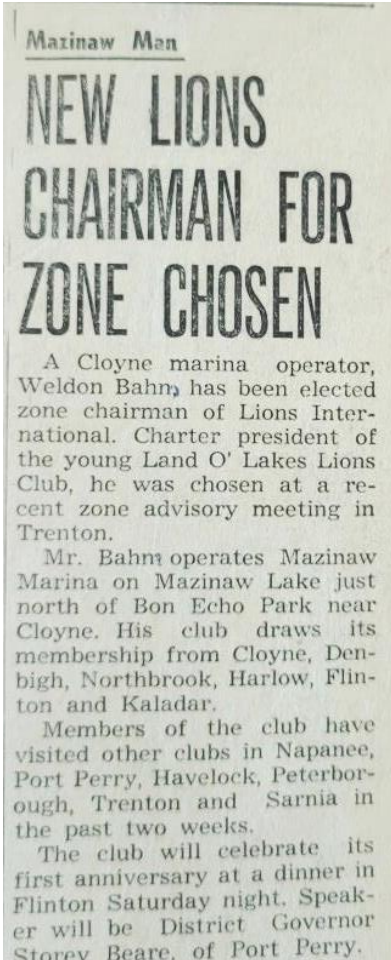 Mazinaw Man
NEW LIONS
CHAIRMAN FOR
ZONE CHOSEN
A Cloyne marina operator,
Weldon Bahm, has been elected
zone chairman of Lions Inter-
national. Charter president of
the young Land O' Lakes Lions
Club, he was chosen at a re-
cent zone advisory meeting in
Trenton.
Mr. Bahm operates Mazinaw
Marina on Mazinaw Lake just
north of Bon Echo Park near
Cloyne. His club draws its
membership from Cloyne, Den-
bigh, Northbrook, Harlow, Flin-
ton and Kaladar.
Members of the club have
visited other clubs in Napanee,
Port Perry, Havelock, Peterbor-
ough, Trenton and Sarnia in
the past two weeks.
The club will celebrate its
first anniversary at a dinner in
Flinton Saturday night. Speak-
er will be District Governor
Storey Beare, of Port Perry.